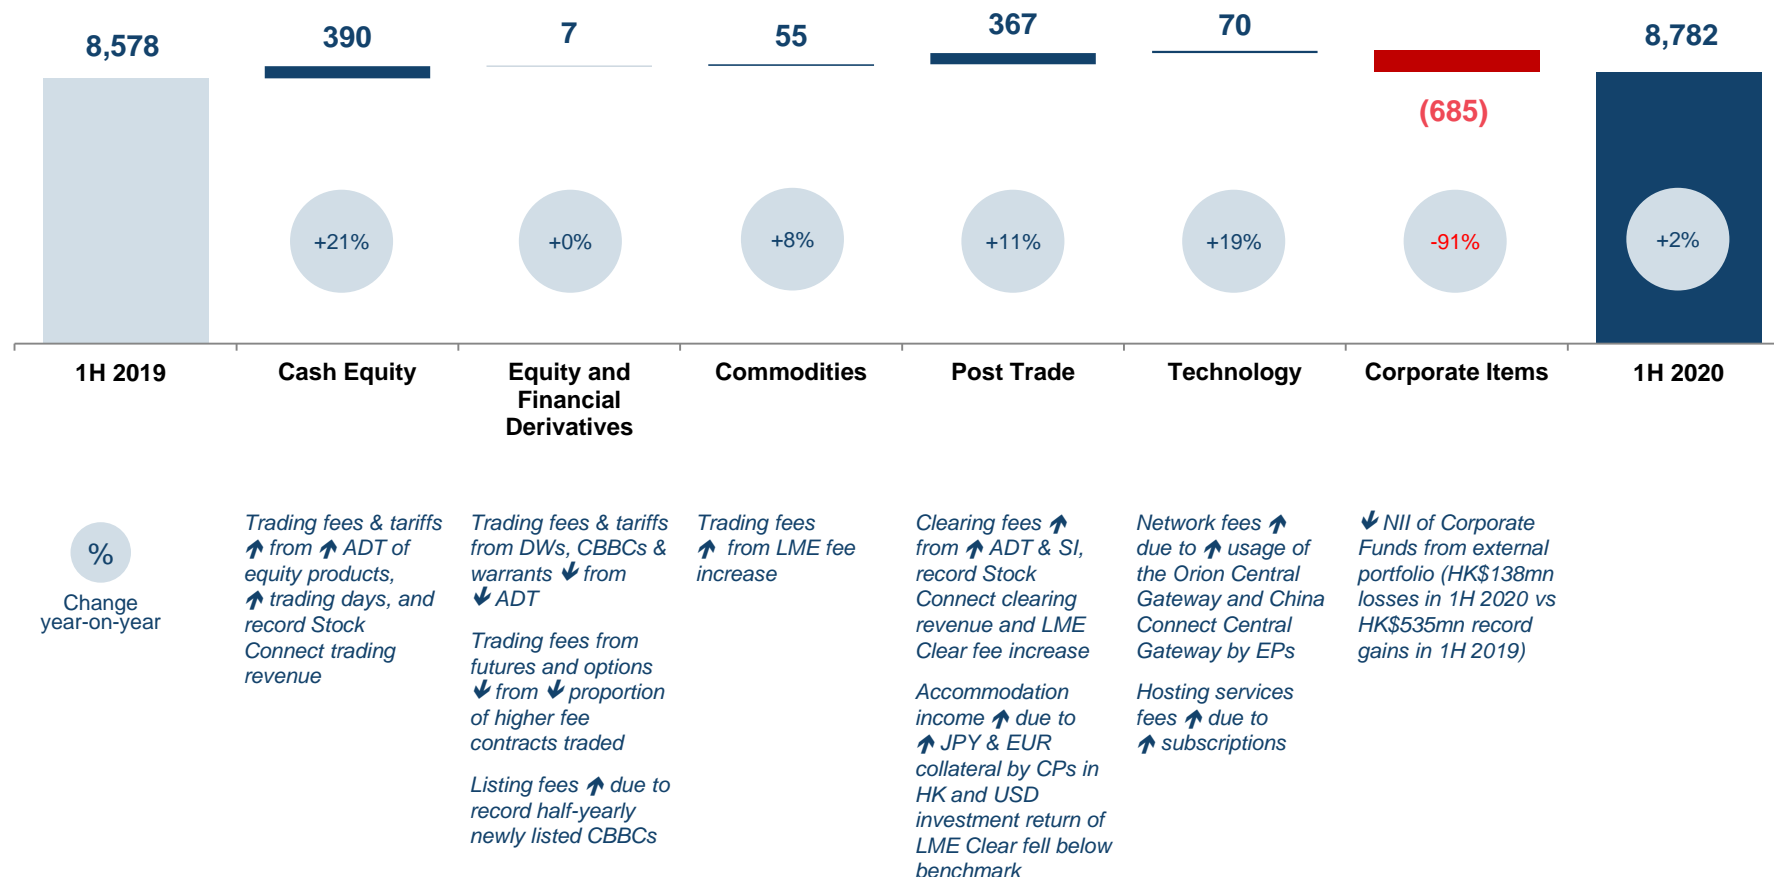 8,578
390
7
55
367
70
(685)
8,782
+21%
+0%
+8%
+11%
+19%
-91%
+2%
1H 2019
Cash Equity
Equity and
Financial
Derivatives
Commodities
Post Trade
Technology
Corporate Items
1H 2020
%
Change
year-on-year
Trading fees & tariffs
↑ from ↑ ADT of
equity products,
↑ trading days, and
record Stock
Connect trading
revenue
Trading fees & tariffs
from DWs, CBBCs &
warrants ↓ from
↓ ADT
Trading fees from
futures and options
↓ from ↓ proportion
of higher fee
contracts traded
Listing fees ↑ due to
record half-yearly
newly listed CBBCs
Trading fees
↑ from LME fee
increase
Clearing fees ↑
from ↑ ADT & SI,
record Stock
Connect clearing
revenue and LME
Clear fee increase
Accommodation
income ↑ due to
↑ JPY & EUR
collateral by CPs in
HK and USD
investment return of
LME Clear fell below
benchmark
Network fees ↑
due to ↑ usage of
the Orion Central
Gateway and China
Connect Central
Gateway by EPs
Hosting services
fees ↑ due to
↑ subscriptions
↓ NII of Corporate
Funds from external
portfolio (HK$138mn
losses in 1H 2020 vs
HK$535mn record
gains in 1H 2019)